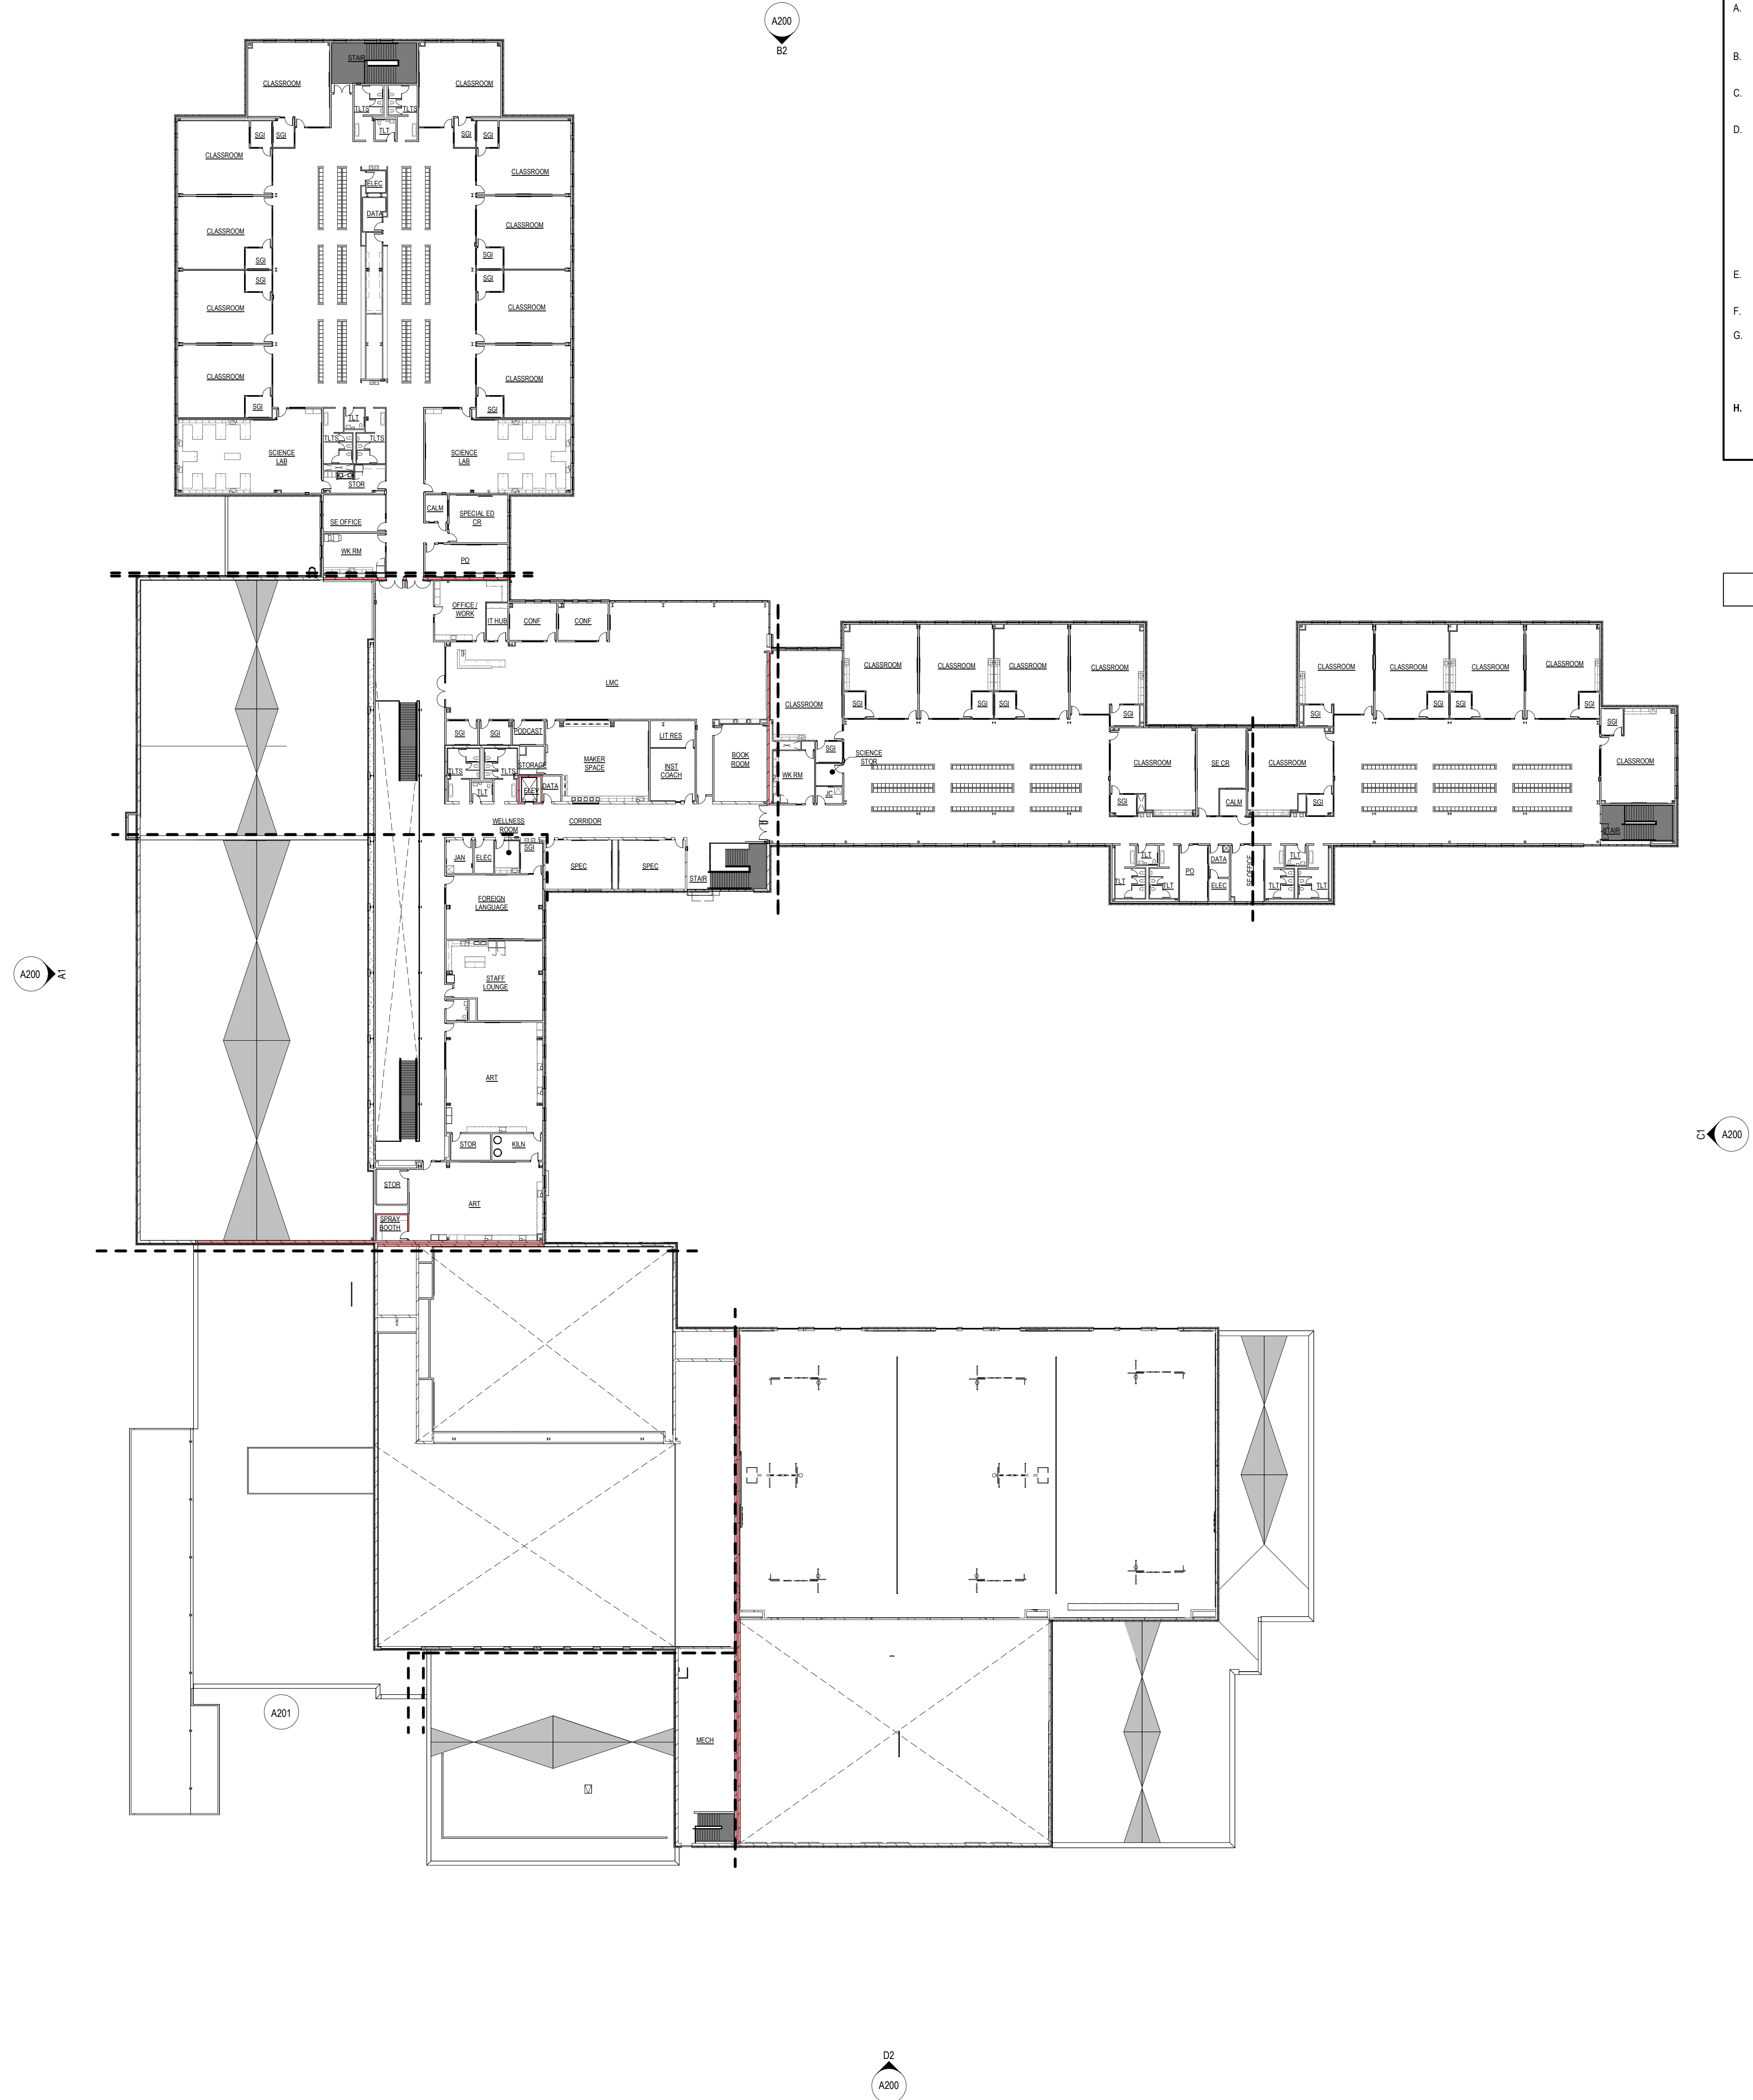 A.
B.
C.
D.
E.
F.
G.
H.
A200
B2
STAIR
CLASSROOM
CLASSROOM
TLTS
TLTS
TLT
SGI
SGI
SGI
SGI
CLASSROOM
CLASSROOM
ELEC
DATA
CLASSROOM
CLASSROOM
SGI
SGI
SGI
SGI
CLASSROOM
CLASSROOM
CLASSROOM
CLASSROOM
SGI
SGI
TLT
TLTS
TLTS
SCIENCE
LAB
SCIENCE
LAB
STOR
CALM
SPECIAL ED
CR
SE OFFICE
WK RM
PO
OFFICE /
WORK
IT HUB
CONF
CONF
LMC
SGI
SGI
PODCAST
LIT RES
MAKER
SPACE
BOOK
ROOM
INST
COACH
STORAGE
TLTS
TLTS
TLT
ELEV
DATA
WELLNESS
ROOM
CORRIDOR
JAN
ELEC
SGI
SPEC
SPEC
STAIR
FOREIGN
LANGUAGE
STAFF
LOUNGE
ART
STOR
KILN
STOR
ART
SPRAY
BOOTH
CLASSROOM
CLASSROOM
CLASSROOM
CLASSROOM
CLASSROOM
SGI
SGI
SGI
SGI
SGI
SCIENCE
STOR
WK RM
JC
CLASSROOM
SE CR
CLASSROOM
SGI
CALM
SGI
CLASSROOM
CLASSROOM
CLASSROOM
CLASSROOM
SGI
SGI
SGI
SGI
SGI
CLASSROOM
STAIR
TLT
TLT
TLT
PO
DATA
ELEC
SE OFFICE
TLT
TLT
TLT
A200
A1
C1
A200
A201
MECH
D2
A200